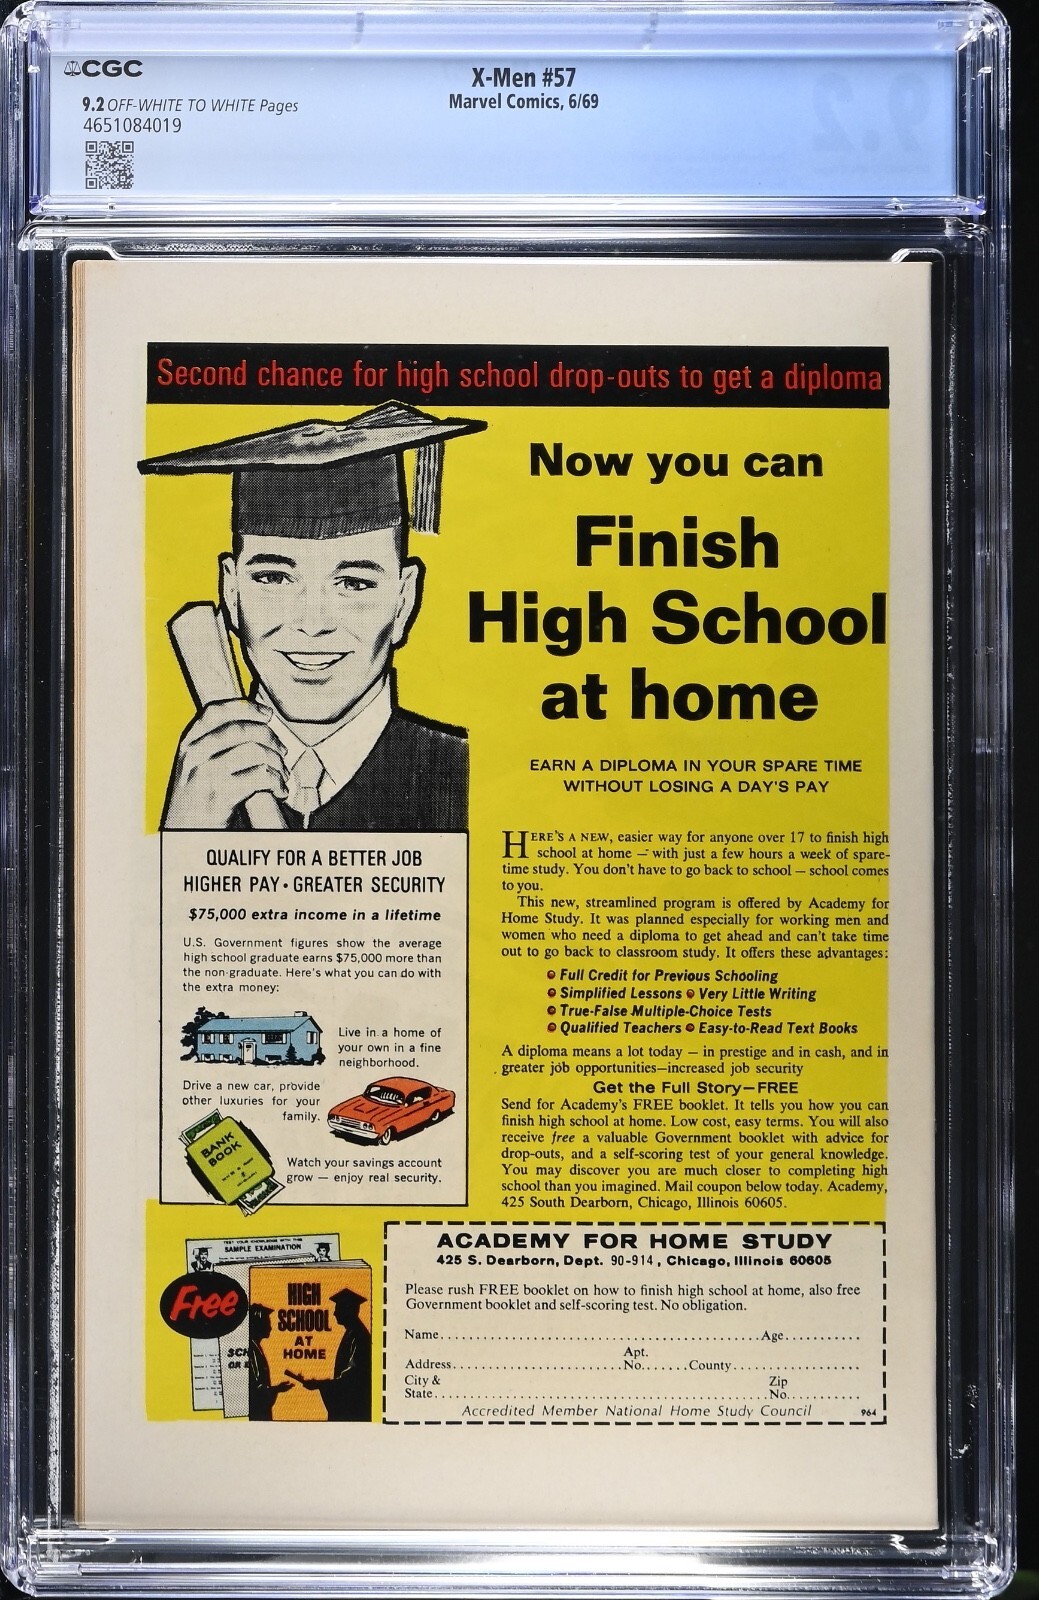 CGC
X-Men #57
Marvel Comics, 6/69
9.2 OFF-WHITE TO WHITE Pages
4651084019
Second chance for high school drop-outs to get a diploma
Now you can
Finish
High School
at home
EARN A DIPLOMA IN YOUR SPARE TIME
WITHOUT LOSING A DAY'S PAY
QUALIFY FOR A BETTER JOB
HIGHER PAY • GREATER SECURITY
$75,000 extra income in a lifetime
U.S. Government figures show the average
high school graduate earns $75,000 more than
the non-graduate. Here's what you can do with
the extra money:
Live in a home of
your own in a fine
neighborhood.
Drive a new car, provide
other luxuries for your
family.
BANK
BOOK
Watch your savings account
grow — enjoy real security.
HERE'S A NEW, easier way for anyone over 17 to finish high
school at home — with just a few hours a week of spare-
time study. You don't have to go back to school — school comes
to you.
This new, streamlined program is offered by Academy for
Home Study. It was planned especially for working men and
women who need a diploma to get ahead and can't take time
out to go back to classroom study. It offers these advantages:
Full Credit for Previous Schooling
Simplified Lessons • Very Little Writing
True-False Multiple-Choice Tests
Qualified Teachers • Easy-to-Read Text Books
A diploma means a lot today — in prestige and in cash, and in
greater job opportunities—increased job security
Get the Full Story—FREE
Send for Academy's FREE booklet. It tells you how you can
finish high school at home. Low cost, easy terms. You will also
receive free a valuable Government booklet with advice for
drop-outs, and a self-scoring test of your general knowledge.
You may discover you are much closer to completing high
school than you imagined. Mail coupon below today. Academy,
425 South Dearborn, Chicago, Illinois 60605.
TEST YOUR KNOWLEDGE WITH THIS
SAMPLE EXAMINATION
Free
HIGH
SCHOOL
AT
HOME
ACADEMY FOR HOME STUDY
425 S. Dearborn, Dept. 90-914, Chicago, Illinois 60605
Please rush FREE booklet on how to finish high school at home, also free
Government booklet and self-scoring test. No obligation.
Name Age
Apt.
Address No. County
City & Zip
State No.
Accredited Member National Home Study Council 964